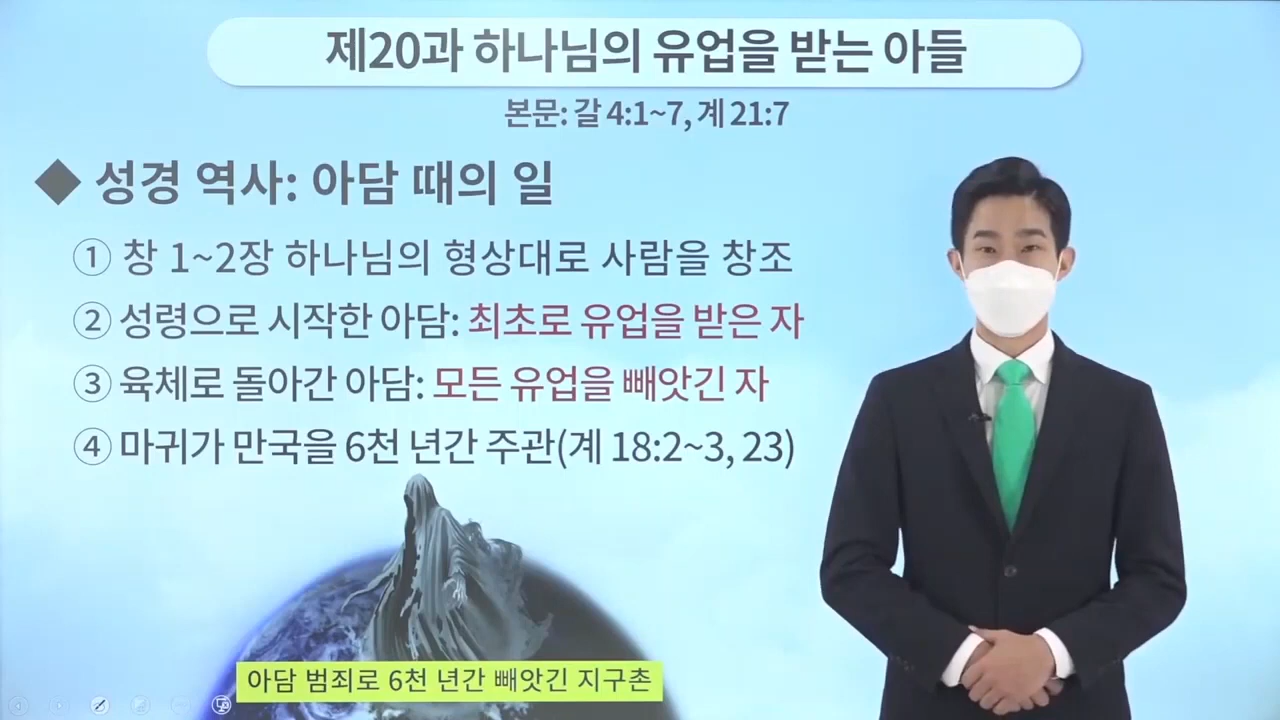 제20과 하나님의 유업을 받는 아들
본문: 갈 4:1~7, 계 21:7
◆ 성경 역사: 아담 때의 일
① 창 1~2장 하나님의 형상대로 사람을 창조
② 성령으로 시작한 아담: 최초로 유업을 받은 자
③ 육체로 돌아간 아담: 모든 유업을 빼앗긴 자
④ 마귀가 만국을 6천 년간 주관(계 18:2~3, 23)
아담 범죄로 6천 년간 빼앗긴 지구촌